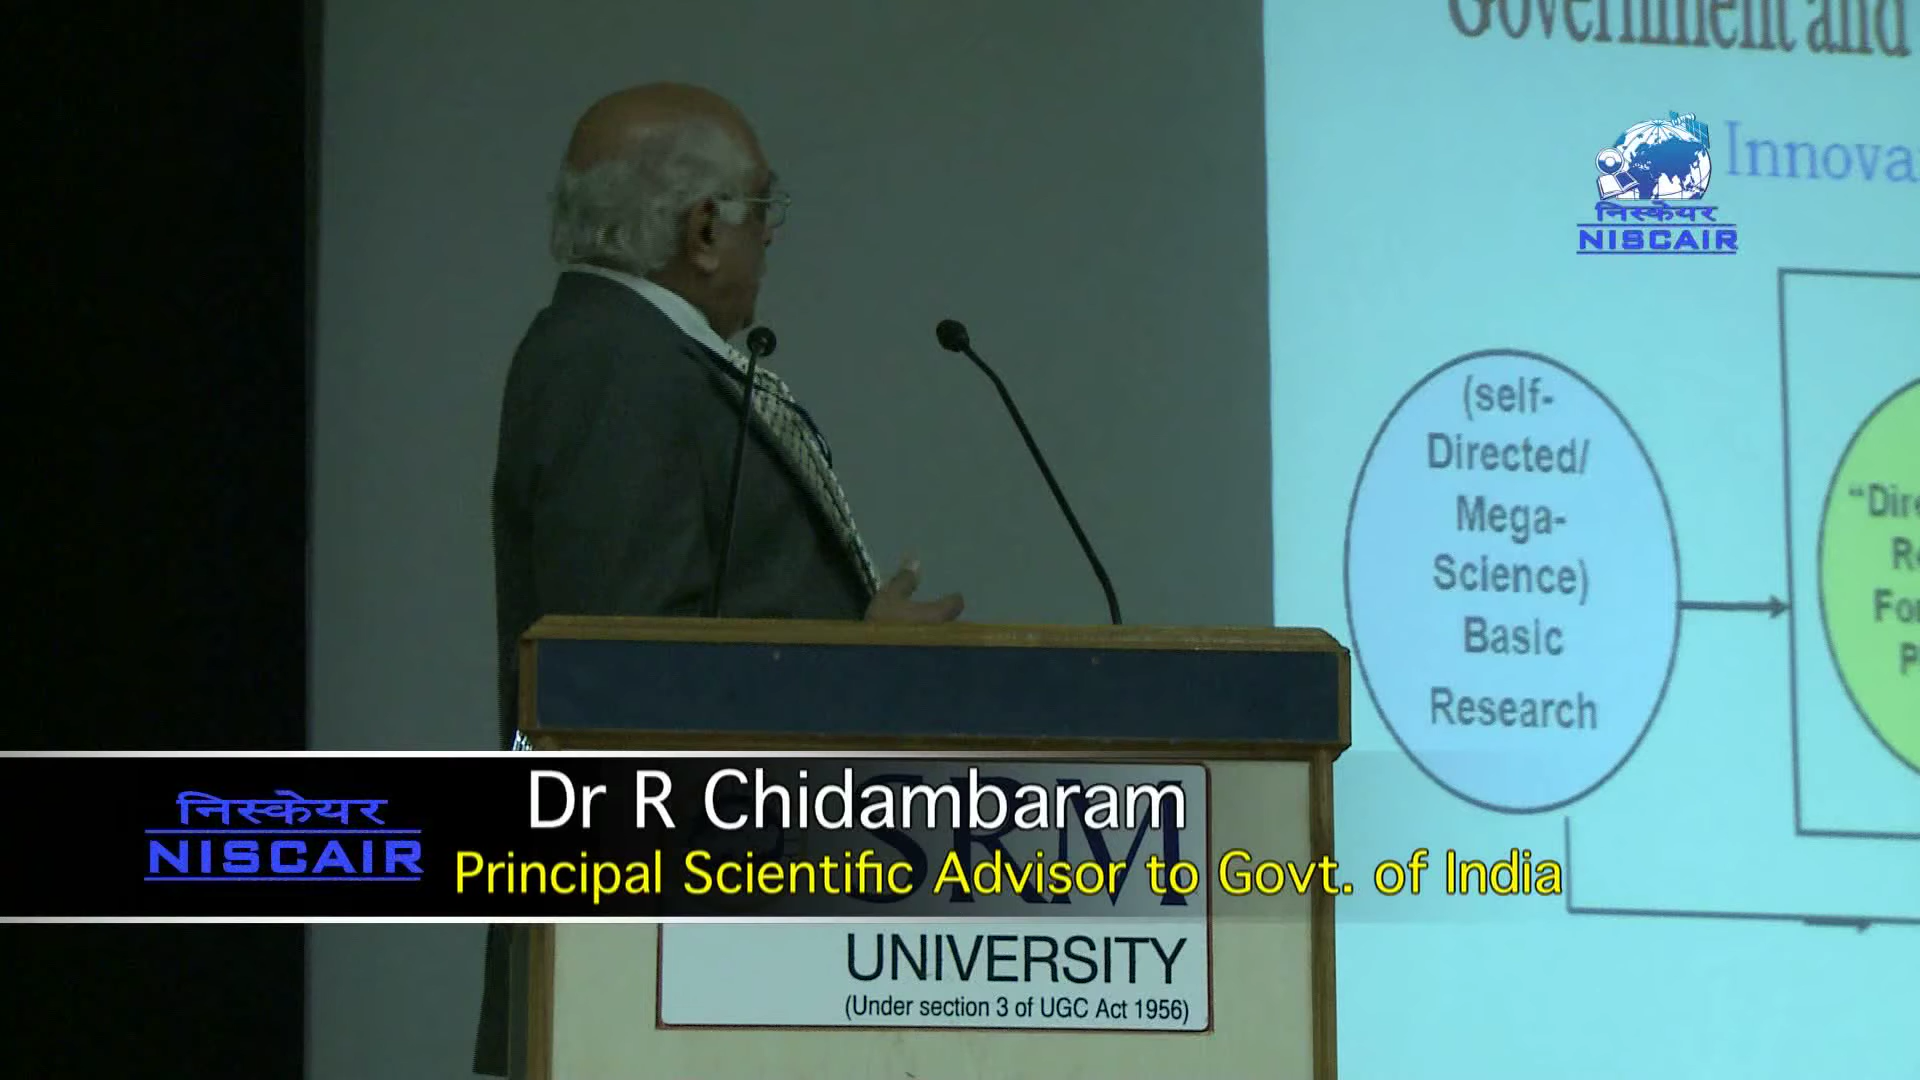 Government and
निस्केयर
NISCAIR
(self-
Directed/
Mega-
Science)
Basic
Research
निस्केयर
NISCAIR
Dr R Chidambaram
Principal Scientific Advisor to Govt. of India
SRM
UNIVERSITY
(Under section 3 of UGC Act 1956)